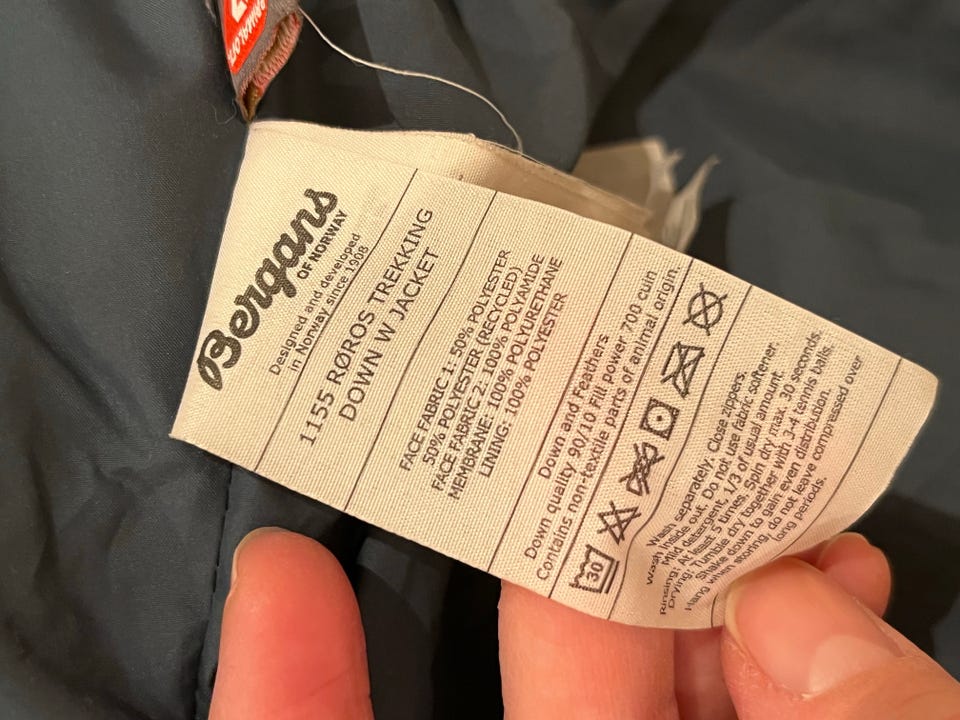 Bergans
OF NORWAY
Designed and developed
in Norway since 1908
1155 RØROS TREKKING
DOWN W JACKET
FACE FABRIC 1: 50% POLYESTER
50% POLYESTER (RECYCLED)
FACE FABRIC 2: 100% POLYAMIDE
MEMBRANE: 100% POLYURETHANE
LINING: 100% POLYESTER
Down and Feathers
Down quality 90/10 Fill power 700 cuin
Contains non-textile parts of animal origin.
30
Wash separately. Close zippers.
Wash inside out. Do not use fabric softener.
Mild detergent, 1/3 of usual amount.
Rinsing: At least 5 times. Spin dry max. 30 seconds.
Drying: Tumble dry together with 3-4 tennis balls.
Shake down to gain even distribution.
Hang when storing, do not leave compressed over
long periods.